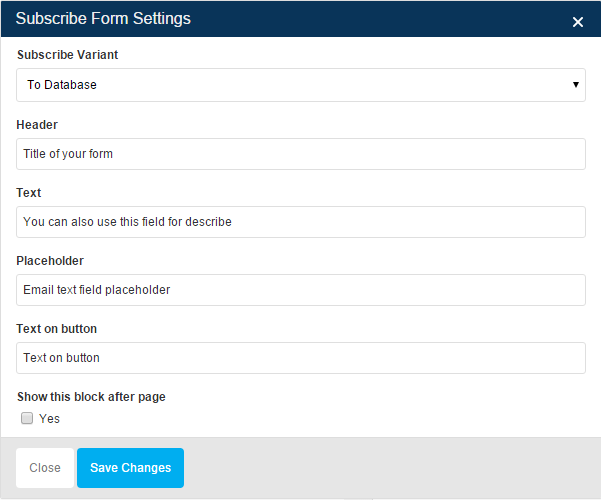 Subscribe Form Settings
Subscribe Variant
To Database
Header
Title of your form
Text
You can also use this field for describe
Placeholder
Email text field placeholder
Text on button
Text on button
Show this block after page
Yes
Close Save Changes